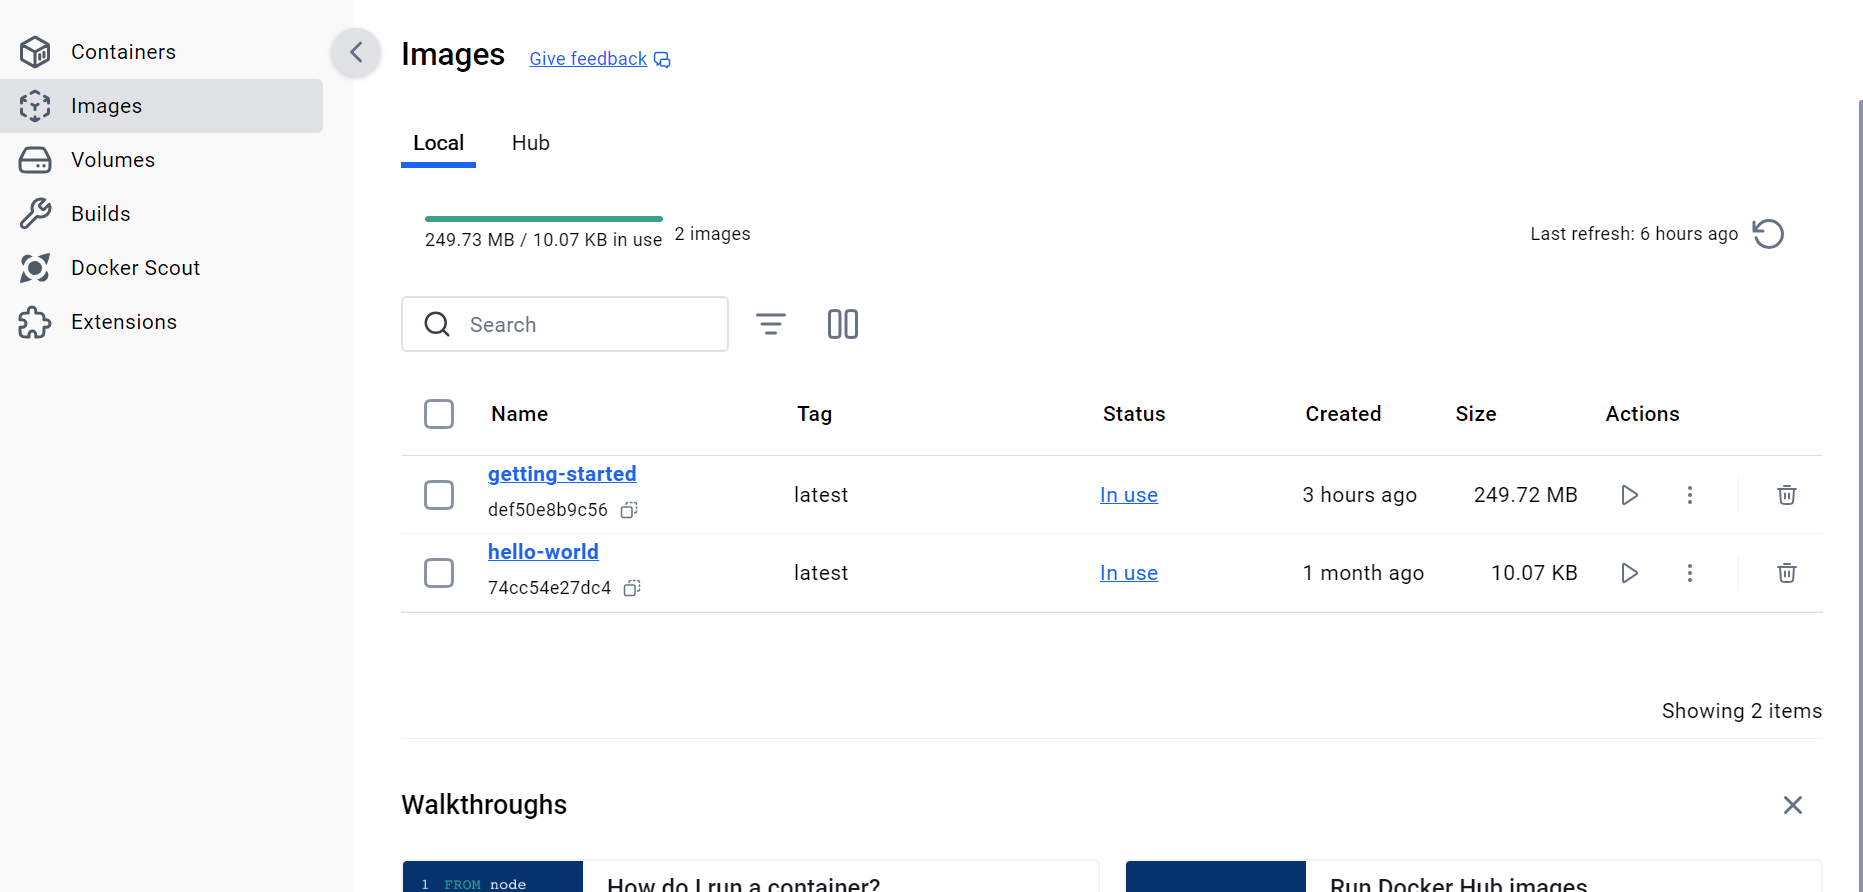 Containers
Images
Volumes
Builds
Docker Scout
Extensions
Images Give feedback
Local Hub
249.73 MB / 10.07 KB in use 2 images
Last refresh: 6 hours ago
Search
Name Tag Status Created Size Actions
getting-started
def50e8b9c56
latest In use 3 hours ago 249.72 MB
hello-world
74cc54e27dc4
latest In use 1 month ago 10.07 KB
Showing 2 items
Walkthroughs
1 FROM node
How do I run a container?
Run Docker Hub images